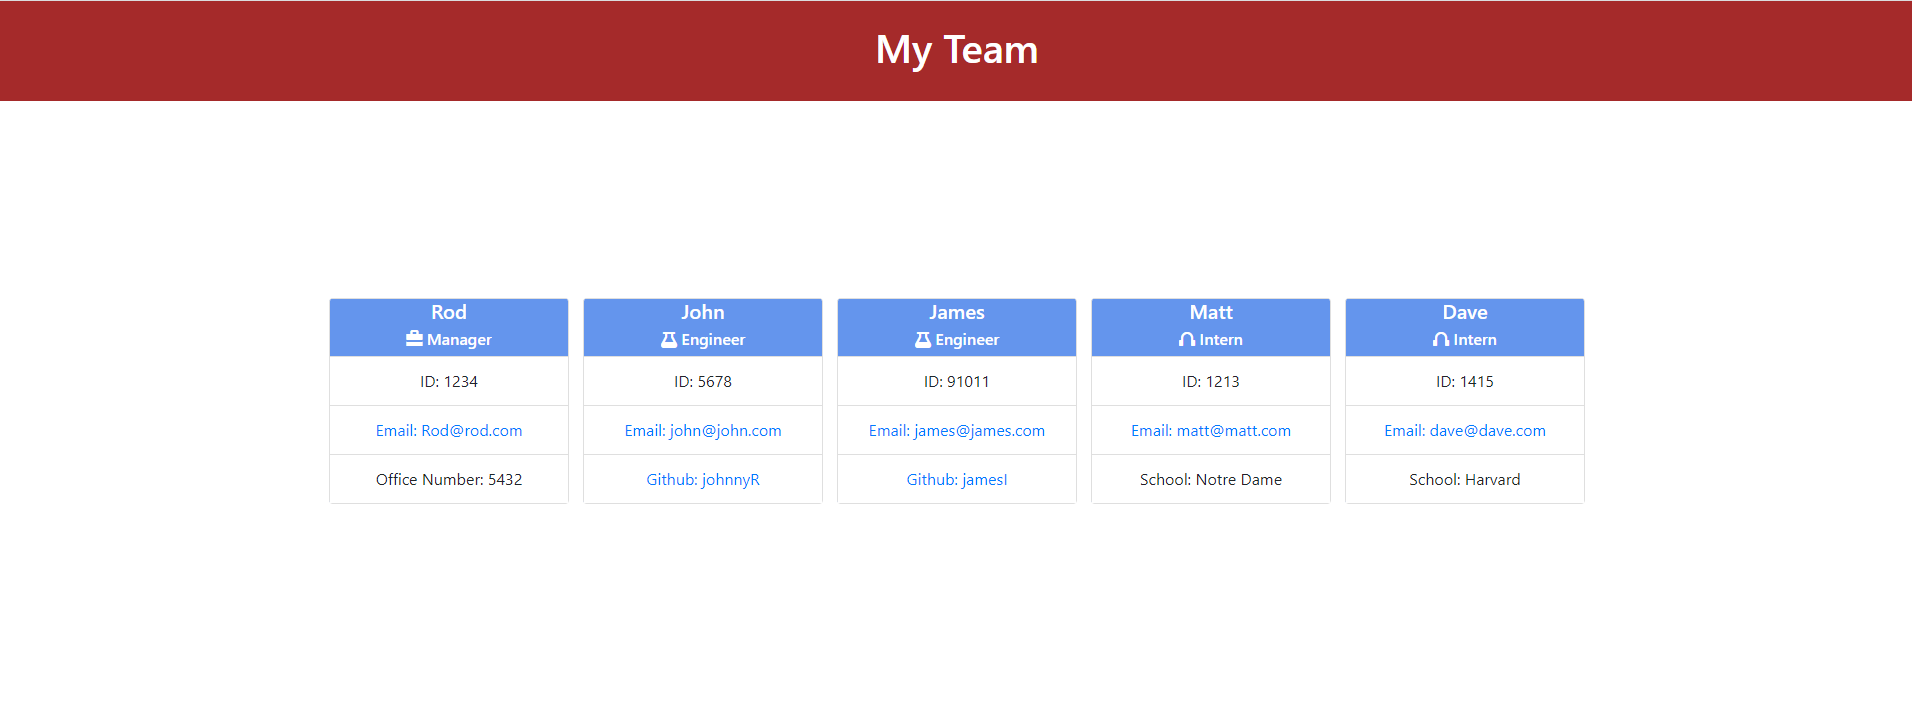 My Team
Rod
Manager
ID: 1234
Email: Rod@rod.com
Office Number: 5432
John
Engineer
ID: 5678
Email: john@john.com
Github: johnnyR
James
Engineer
ID: 91011
Email: james@james.com
Github: jamesI
Matt
Intern
ID: 1213
Email: matt@matt.com
School: Notre Dame
Dave
Intern
ID: 1415
Email: dave@dave.com
School: Harvard